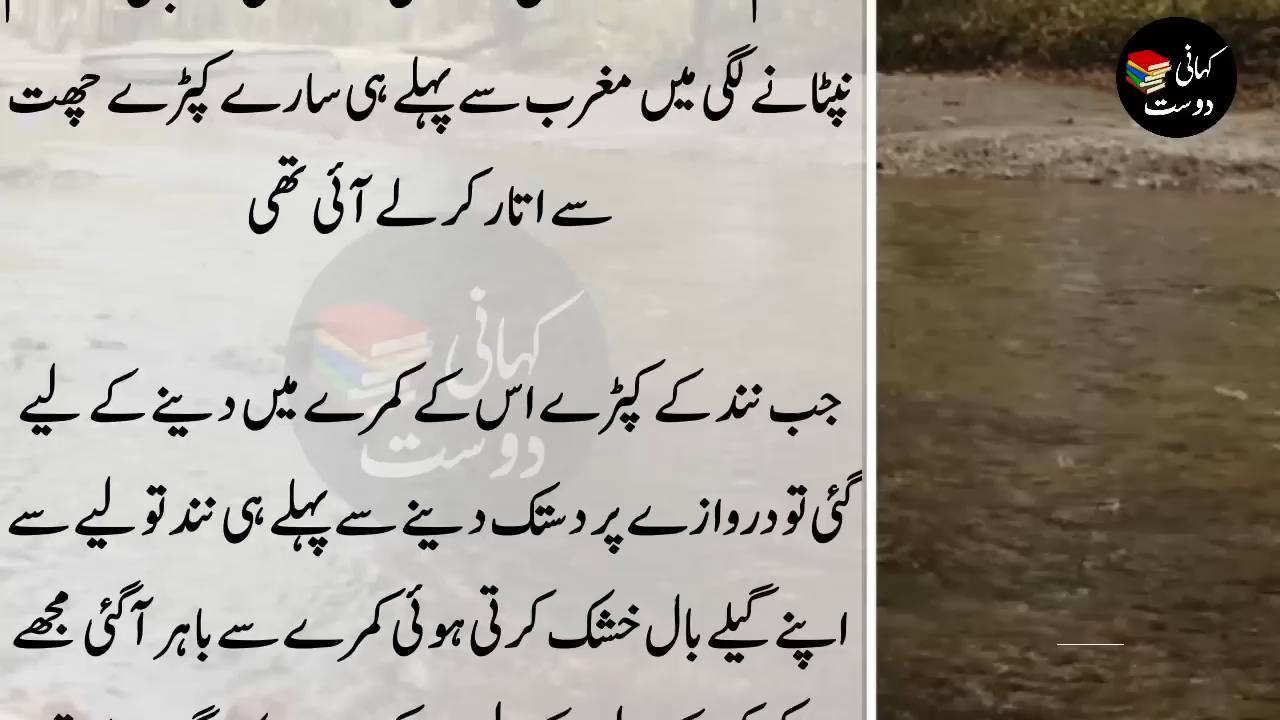 نپٹانے لگی میں مغرب سے پہلے ہی سارے کپڑے چھت
سے اتار کر لے آئی تھی
جب نند کے کپڑے اس کے کمرے میں دینے کے لیے
گئی تو دروازے پر دستک دینے سے پہلے ہی نند تولیے سے
اپنے گیلے بال خشک کرتی ہوئی کمرے سے باہر آگئی مجھے
کہانی
دوست
کہانی
دوست